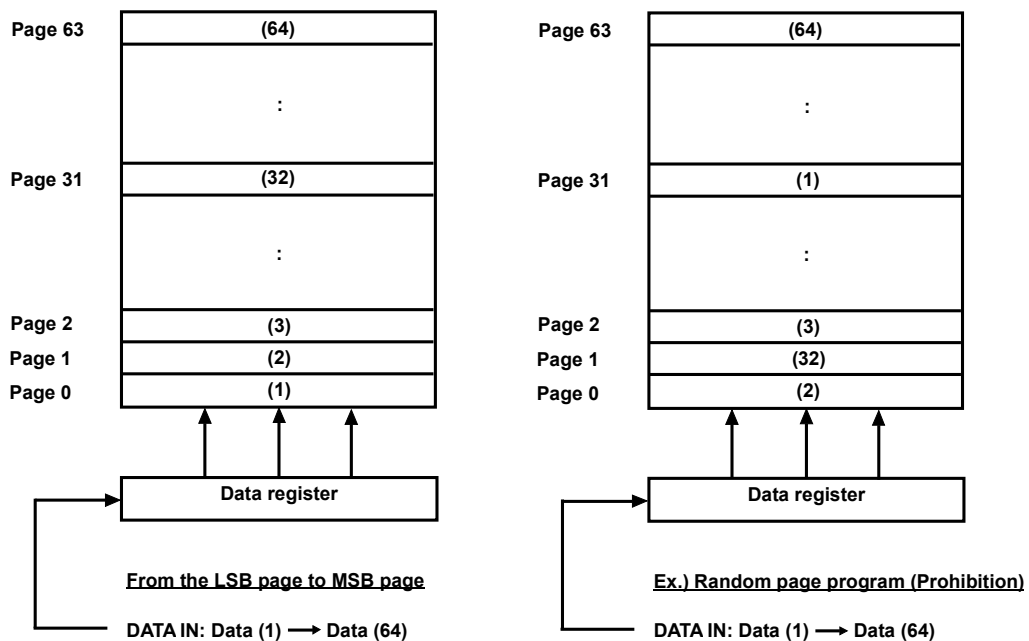 Page 63
(64)
:
Page 31
(32)
:
Page 2
(3)
Page 1
(2)
Page 0
(1)
Data register
From the LSB page to MSB page
DATA IN: Data (1) → Data (64)
Page 63
(64)
:
Page 31
(1)
:
Page 2
(3)
Page 1
(32)
Page 0
(2)
Data register
Ex.) Random page program (Prohibition)
DATA IN: Data (1) → Data (64)